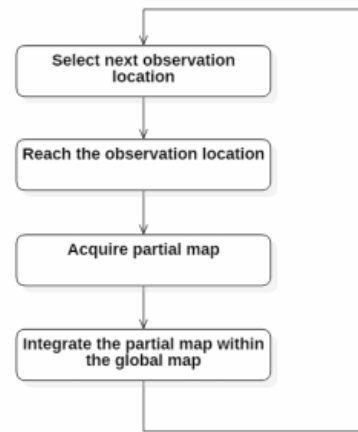 Select next observation
location
Reach the observation location
Acquire partial map
Integrate the partial map within
the global map